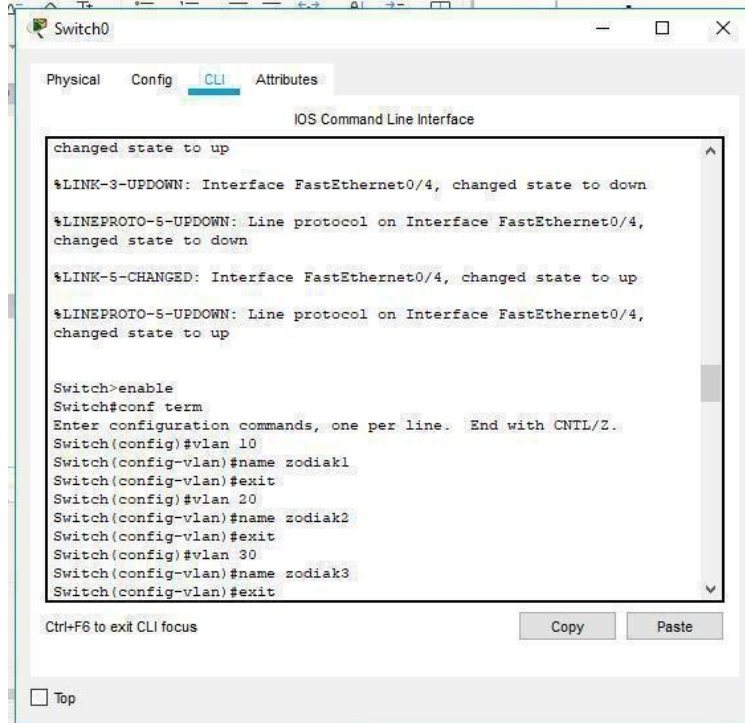 Switch0
Physical Config CLI Attributes
IOS Command Line Interface
changed state to up
%LINK-3-UPDOWN: Interface FastEthernet0/4, changed state to down
%LINEPROTO-5-UPDOWN: Line protocol on Interface FastEthernet0/4,
changed state to down
%LINK-5-CHANGED: Interface FastEthernet0/4, changed state to up
%LINEPROTO-5-UPDOWN: Line protocol on Interface FastEthernet0/4,
changed state to up
Switch>enable
Switch#conf term
Enter configuration commands, one per line. End with CNTL/Z.
Switch(config)#vlan 10
Switch(config-vlan)#name zodiak1
Switch(config-vlan)#exit
Switch(config)#vlan 20
Switch(config-vlan)#name zodiak2
Switch(config-vlan)#exit
Switch(config)#vlan 30
Switch(config-vlan)#name zodiak3
Switch(config-vlan)#exit
Ctrl+F6 to exit CLI focus
Copy Paste
Top